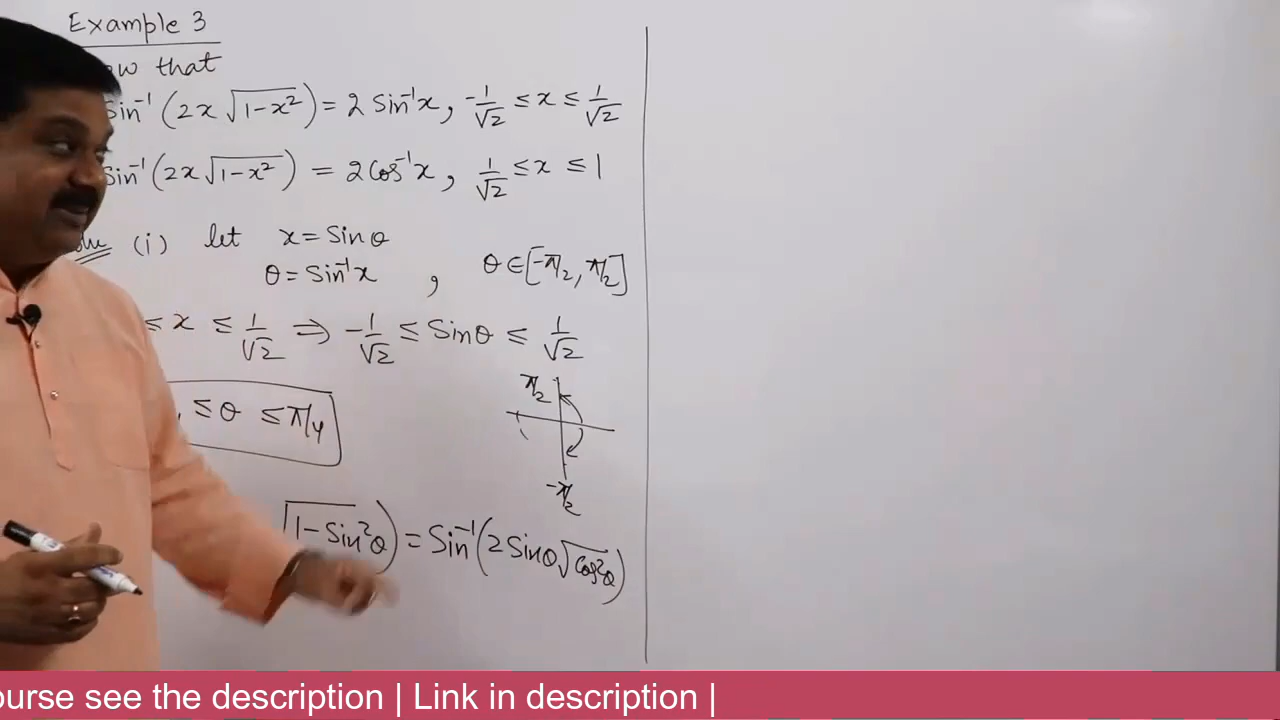 Example 3
that
Sin⁻¹ (2x √(1-x²)) = 2 Sin⁻¹x, -1/√2 ≤ x ≤ 1/√2
Sin⁻¹ (2x √(1-x²)) = 2 Cos⁻¹x, 1/√2 ≤ x ≤ 1
(i) let x = Sinθ
θ = Sin⁻¹x , θ ∈ [-π/2, π/2]
≤ x ≤ 1/√2 ⇒ -1/√2 ≤ Sinθ ≤ 1/√2
≤ θ ≤ π/4
π/2
-π/2
√(1-Sin²θ)) = Sin⁻¹(2 Sinθ √(Cos²θ))
ourse see the description | Link in description |